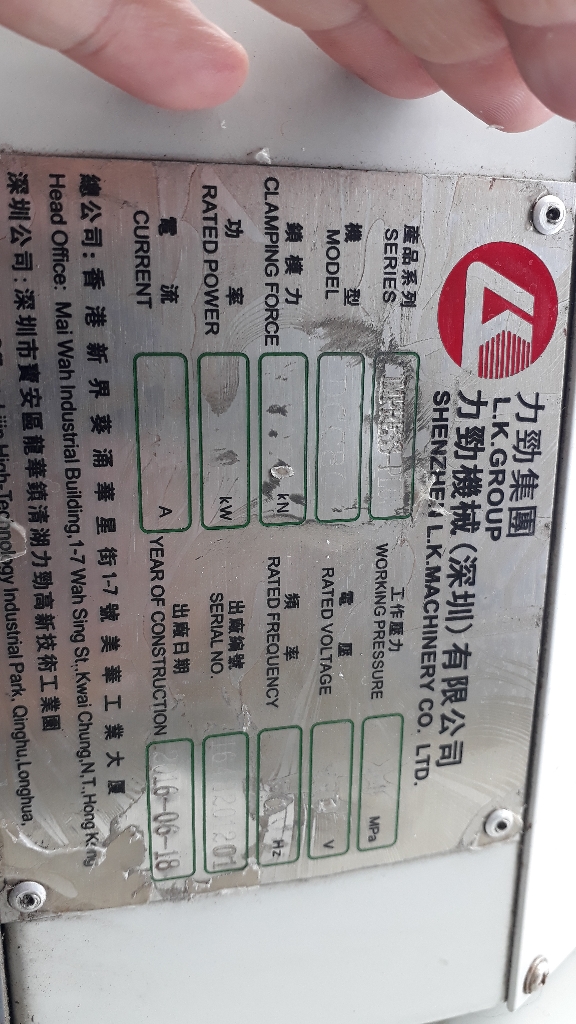 力勁集團
L.K.GROUP
力勁機械(深圳)有限公司
SHENZHEN L.K.MACHINERY CO. LTD.
產品系列
SERIES
工作壓力
WORKING PRESSURE
MPa
機型
MODEL
電壓
RATED VOLTAGE
V
鎖模力
CLAMPING FORCE
kN
頻率
RATED FREQUENCY
Hz
功率
RATED POWER
kW
出廠編號
SERIAL NO.
電流
CURRENT
A
出廠日期
YEAR OF CONSTRUCTION
2016-06-18
總公司:香港新界葵涌華星街1-7號美華工業大厦
Head Office: Mai Wah Industrial Building,1-7 Wah Sing St.,Kwai Chung,N.T.,Hong Kong
深圳公司:深圳市寶安區龍華鎮清湖力勁高新技術工業園
High-Technology Industrial Park, Qinghu,Longhua,